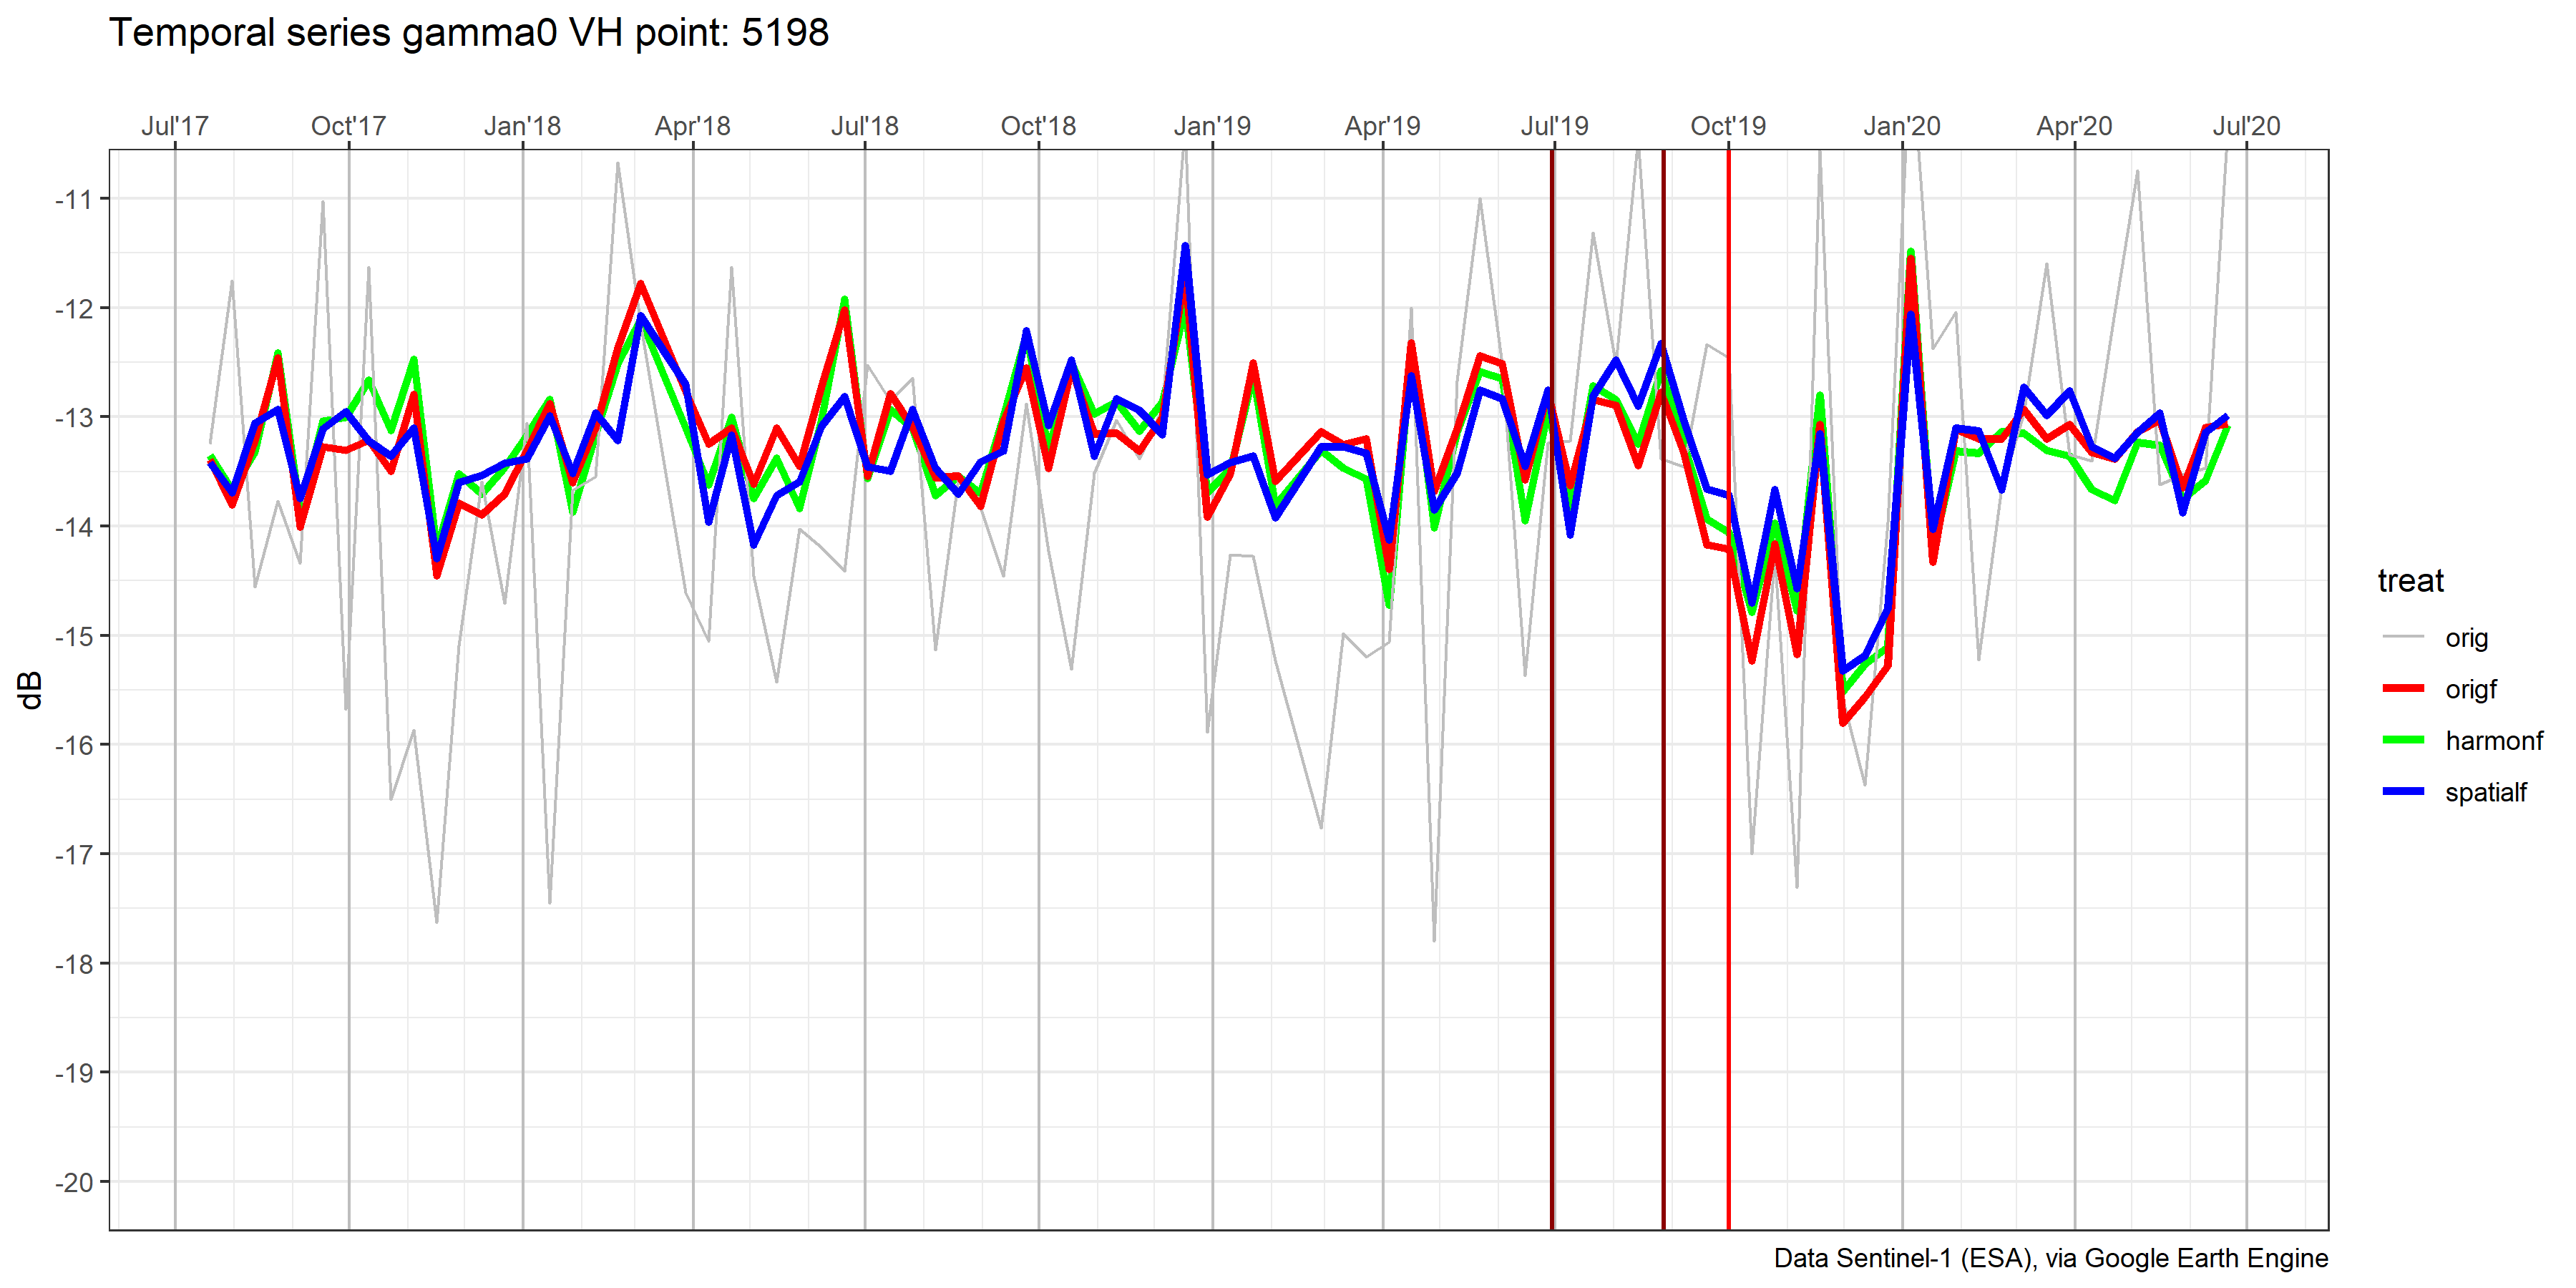 Temporal series gamma0 VH point: 5198
Jul'17 Oct'17 Jan'18 Apr'18 Jul'18 Oct'18 Jan'19 Apr'19 Jul'19 Oct'19 Jan'20 Apr'20 Jul'20
-11
-12
-13
-14
-15
-16
-17
-18
-19
-20
dB
treat
orig
origf
harmonf
spatialf
Data Sentinel-1 (ESA), via Google Earth Engine